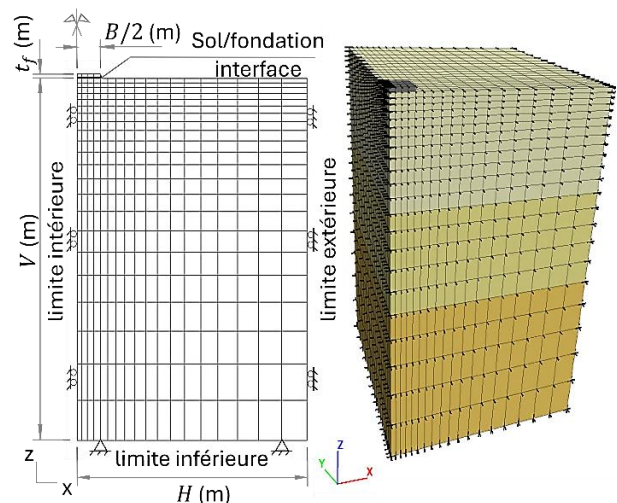 B/2 (m)
t_f (m)
Sol/fondation
interface
limite intérieure
V (m)
limite extérieure
limite inférieure
H (m)
Z
X
Z
Y
X